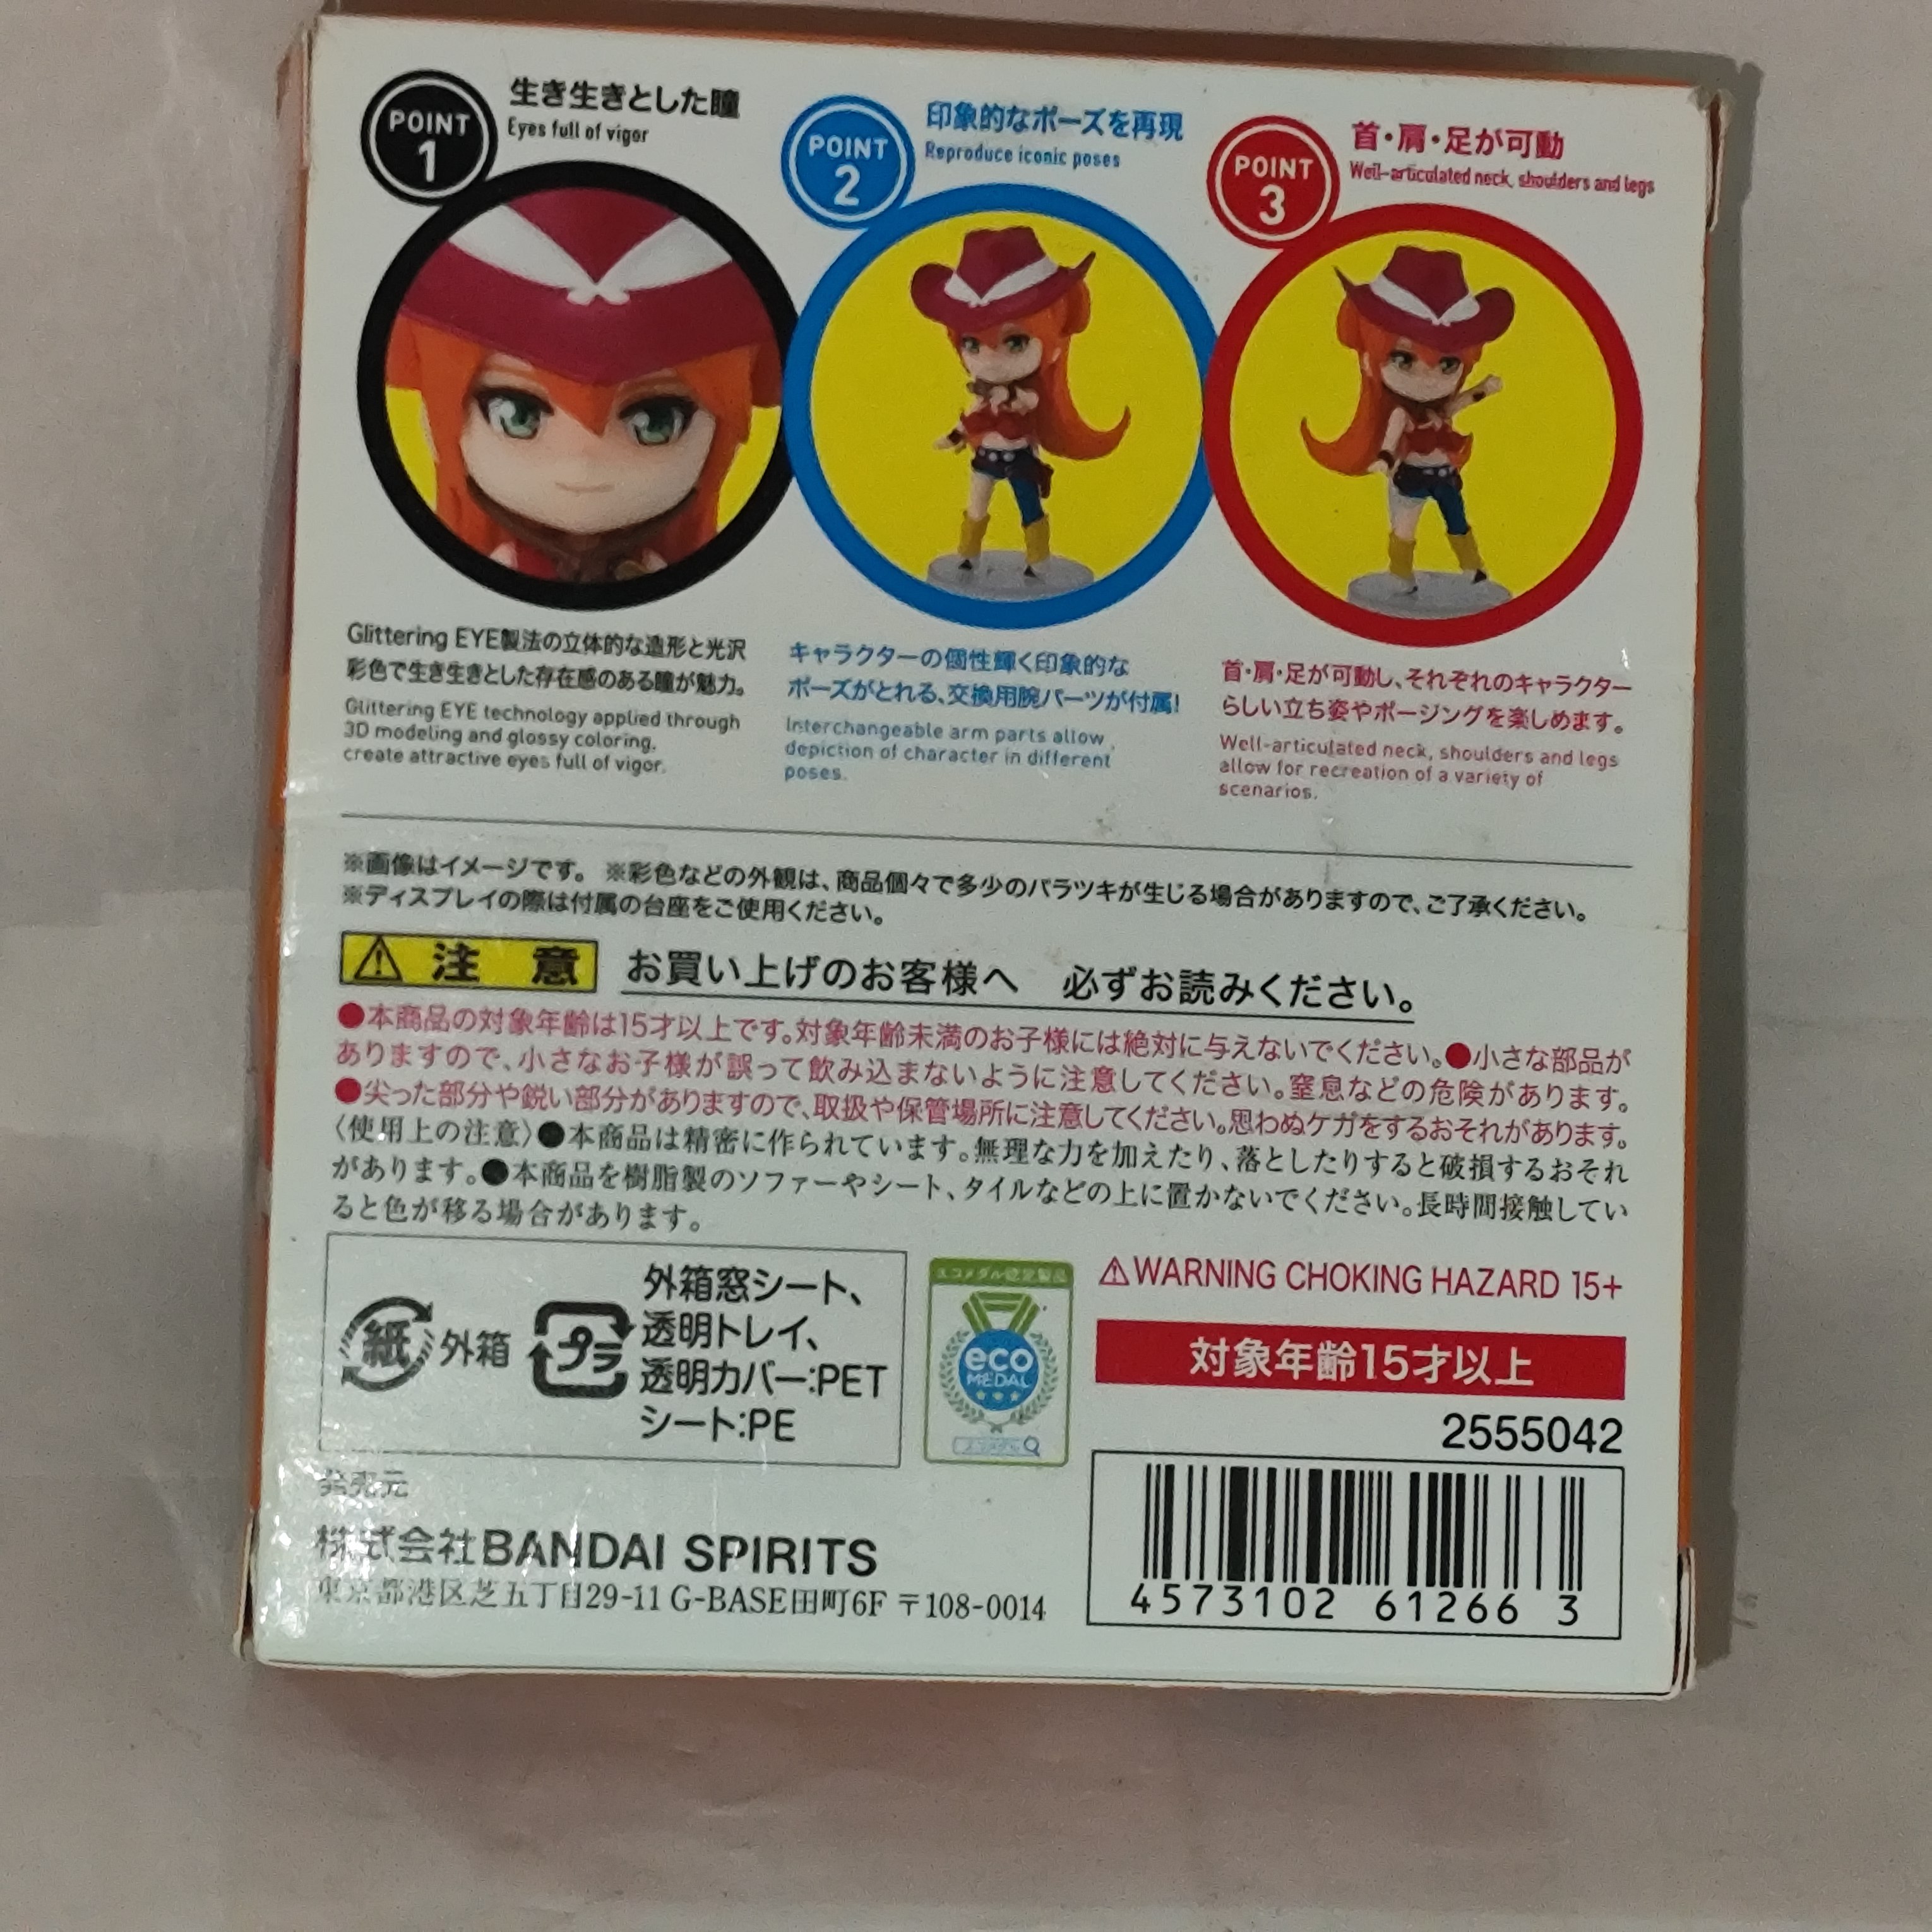 POINT
1
生き生きとした瞳
Eyes full of vigor
POINT
2
印象的なポーズを再現
Reproduce iconic poses
POINT
3
首・肩・足が可動
Well-articulated neck, shoulders and legs
Glittering EYE製法の立体的な造形と光沢
彩色で生き生きとした存在感のある瞳が魅力。
Glittering EYE technology applied through
3D modeling and glossy coloring,
create attractive eyes full of vigor.
キャラクターの個性輝く印象的な
ポーズがとれる、交換用腕パーツが付属!
Interchangeable arm parts allow
depiction of character in different
poses.
首・肩・足が可動し、それぞれのキャラクター
らしい立ち姿やポージングを楽しめます。
Well-articulated neck, shoulders and legs
allow for recreation of a variety of
scenarios.
※画像はイメージです。 ※彩色などの外観は、商品個々で多少のバラツキが生じる場合がありますので、ご了承ください。
※ディスプレイの際は付属の台座をご使用ください。
⚠注 意 お買い上げのお客様へ 必ずお読みください。
●本商品の対象年齢は15才以上です。対象年齢未満のお子様には絶対に与えないでください。●小さな部品が
ありますので、小さなお子様が誤って飲み込まないように注意してください。窒息などの危険があります。
●尖った部分や鋭い部分がありますので、取扱や保管場所に注意してください。思わぬケガをするおそれがあります。
〈使用上の注意〉●本商品は精密に作られています。無理な力を加えたり、落としたりすると破損するおそれ
があります。●本商品を樹脂製のソファーやシート、タイルなどの上に置かないでください。長時間接触してい
ると色が移る場合があります。
紙 外箱
プラ
外箱窓シート、
透明トレイ、
透明カバー:PET
シート:PE
エコメダル認定製品
eco
MEDAL
エコメダル
⚠WARNING CHOKING HAZARD 15+
対象年齢15才以上
2555042
発売元
株式会社BANDAI SPIRITS
東京都港区芝五丁目29-11 G-BASE田町6F 〒108-0014
4573102 61266 3